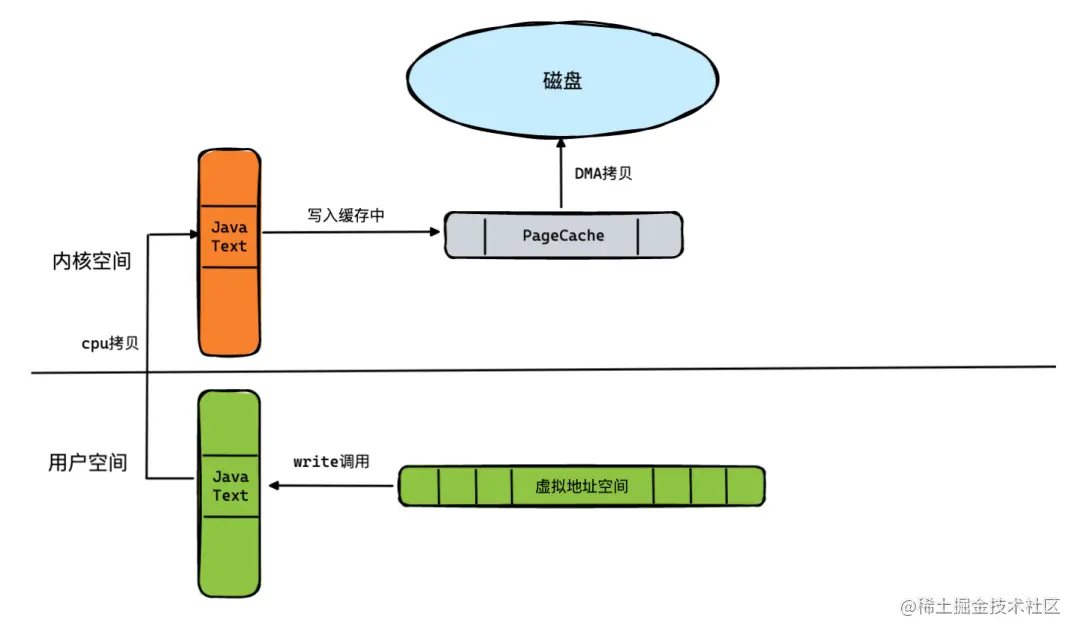 磁盘
DMA拷贝
Java
Text
写入缓存中
PageCache
内核空间
cpu拷贝
用户空间
Java
Text
write调用
虚拟地址空间
@稀土掘金技术社区